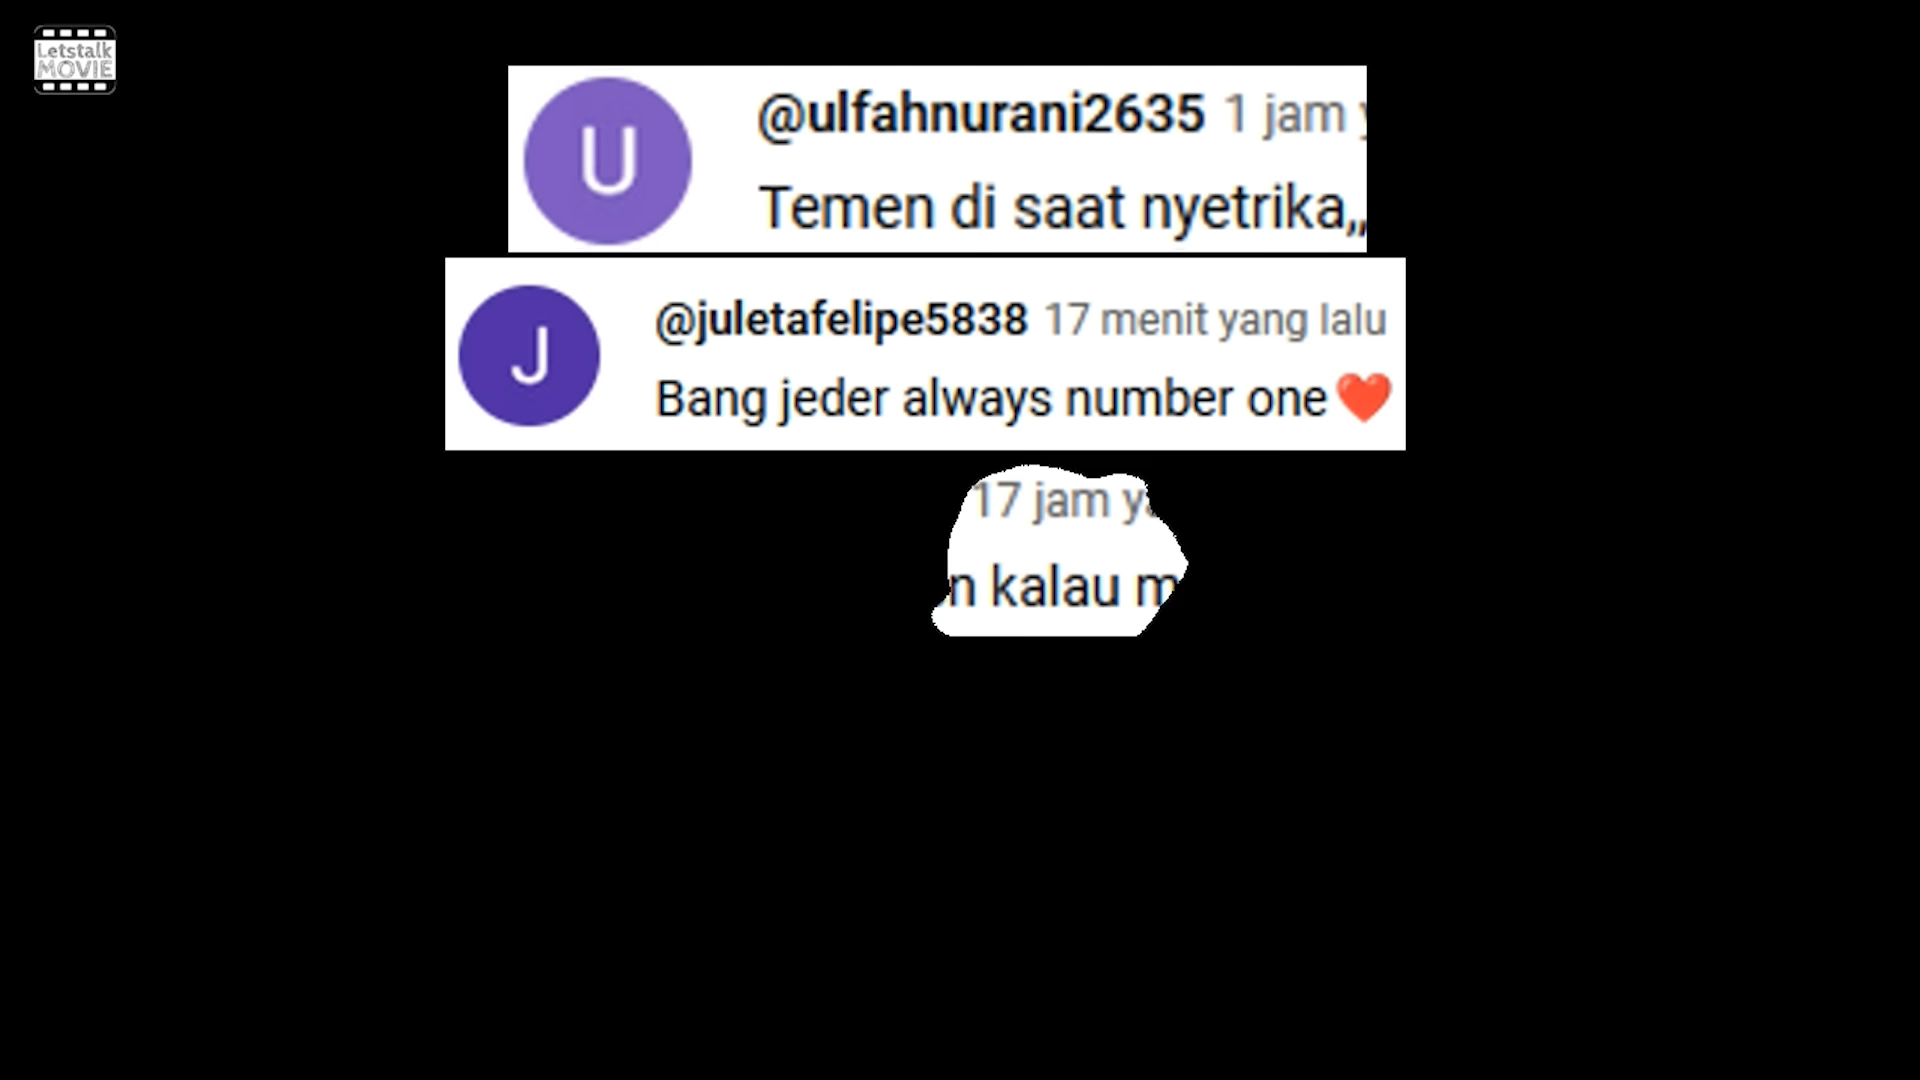 Letstalk
MOVIE
@ulfahnurani2635 1 jam
Temen di saat nyetrika,,
@juletafelipe5838 17 menit yang lalu
Bang jeder always number one❤️
17 jam
kalau